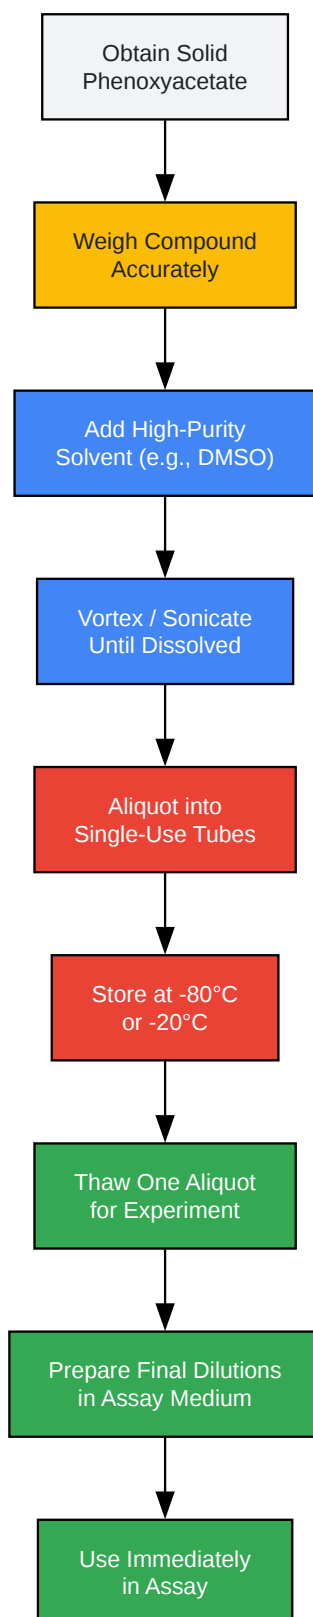 Obtain Solid
Phenoxyacetate
Weigh Compound
Accurately
Add High-Purity
Solvent (e.g., DMSO)
Vortex / Sonicate
Until Dissolved
Aliquot into
Single-Use Tubes
Store at -80°C
or -20°C
Thaw One Aliquot
for Experiment
Prepare Final Dilutions
in Assay Medium
Use Immediately
in Assay